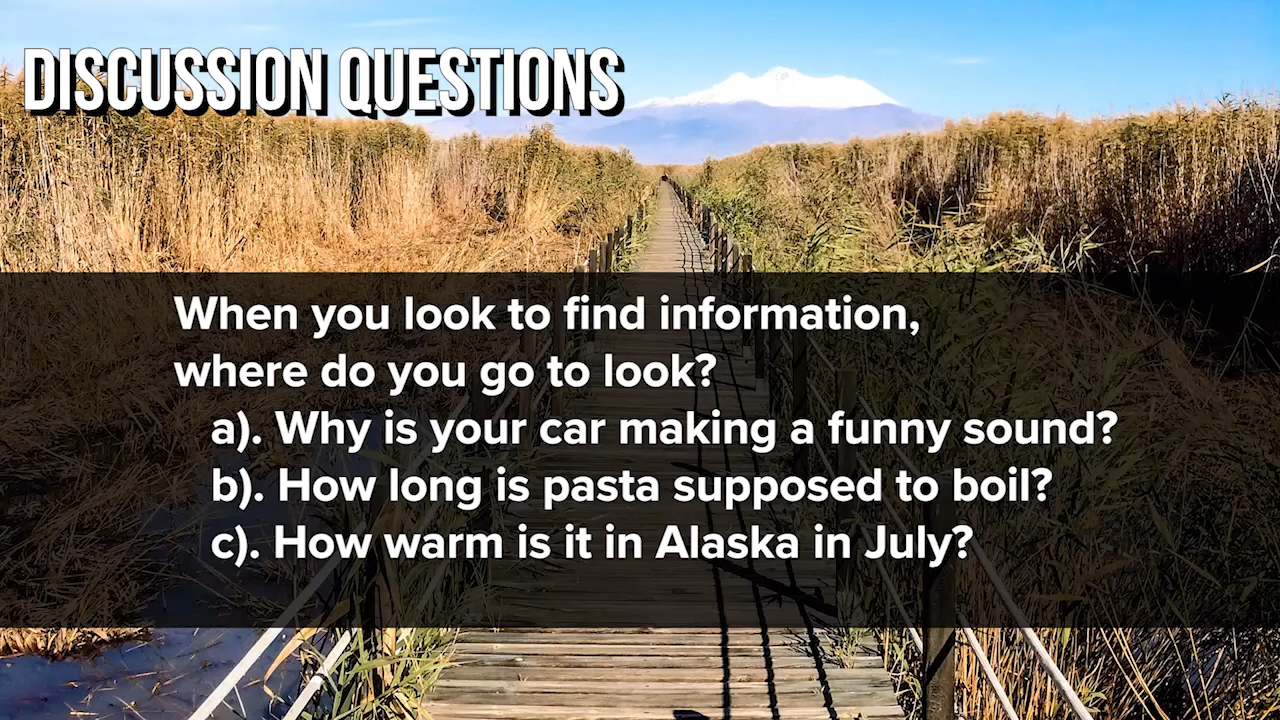 DISCUSSION QUESTIONS
When you look to find information,
where do you go to look?
a). Why is your car making a funny sound?
b). How long is pasta supposed to boil?
c). How warm is it in Alaska in July?